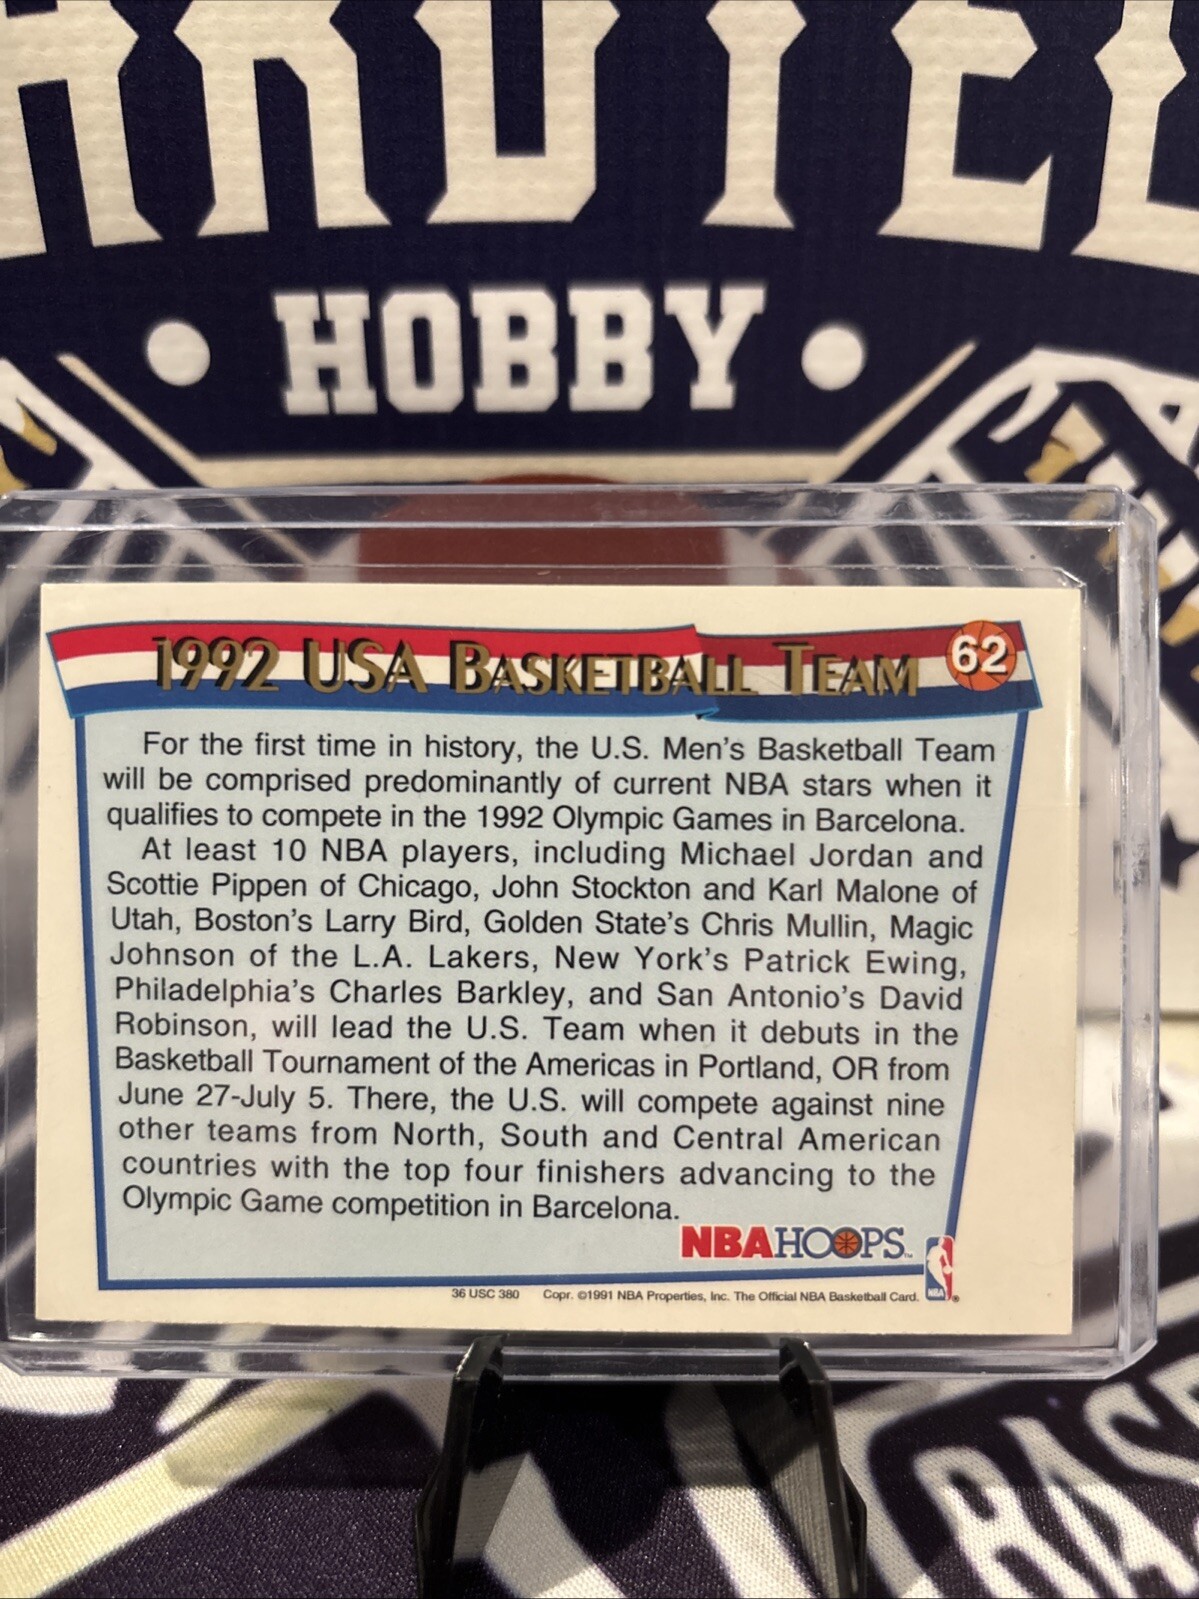 HOBBY
1992 USA BASKETBALL TEAM
62
For the first time in history, the U.S. Men's Basketball Team
will be comprised predominantly of current NBA stars when it
qualifies to compete in the 1992 Olympic Games in Barcelona.
At least 10 NBA players, including Michael Jordan and
Scottie Pippen of Chicago, John Stockton and Karl Malone of
Utah, Boston's Larry Bird, Golden State's Chris Mullin, Magic
Johnson of the L.A. Lakers, New York's Patrick Ewing,
Philadelphia's Charles Barkley, and San Antonio's David
Robinson, will lead the U.S. Team when it debuts in the
Basketball Tournament of the Americas in Portland, OR from
June 27-July 5. There, the U.S. will compete against nine
other teams from North, South and Central American
countries with the top four finishers advancing to the
Olympic Game competition in Barcelona.
NBA HOOPS™
NBA ®
36 USC 380 Copr. ©1991 NBA Properties, Inc. The Official NBA Basketball Card.